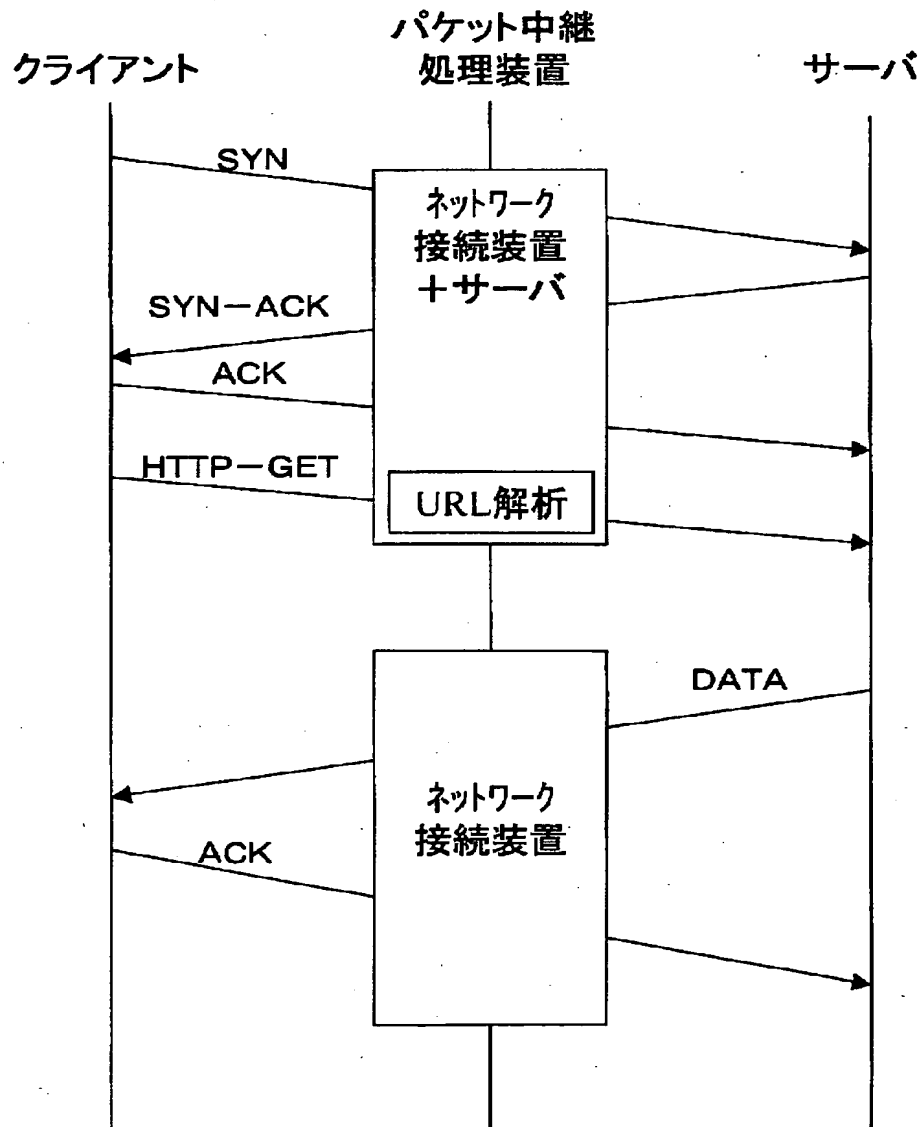 パケット中継
処理装置
クライアント
サーバ
SYN
ネットワーク
接続装置
＋サーバ
SYN−ACK
ACK
HTTP−GET
URL解析
DATA
ネットワーク
接続装置
ACK